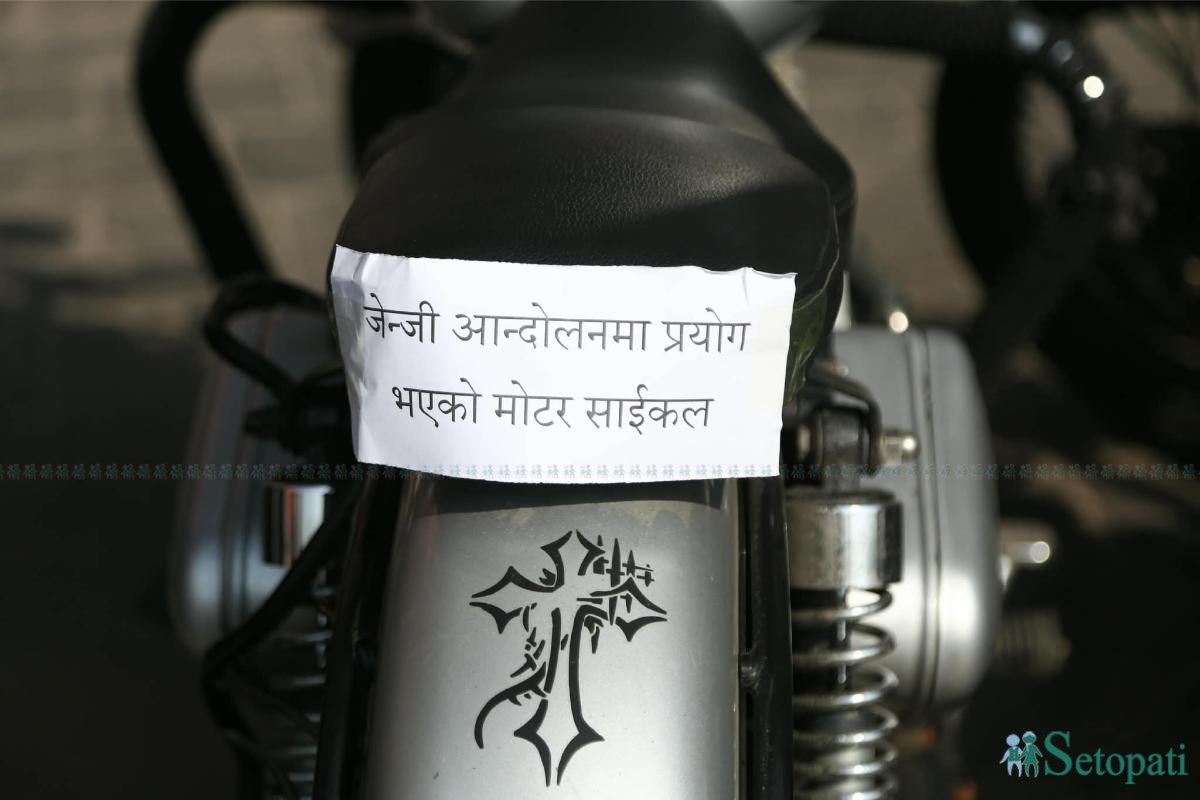 जेन्जी आन्दोलनमा प्रयोग
भएको मोटर साईकल
Setopati